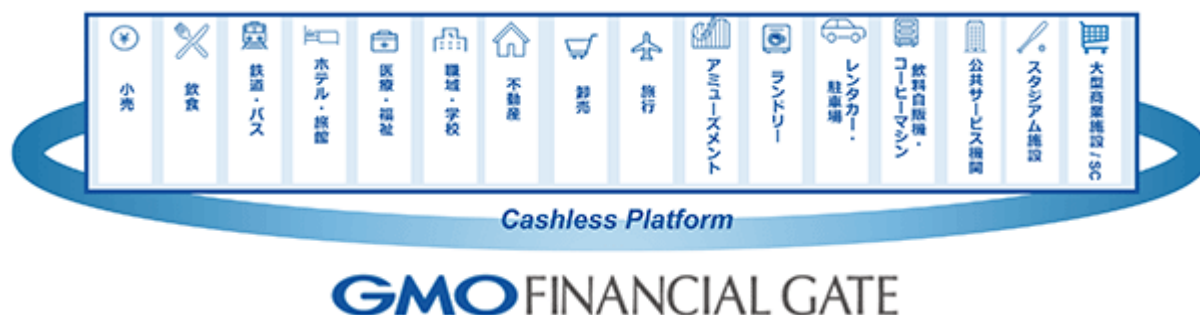 小売
飲食
鉄道・バス
ホテル・旅館
医療・福祉
職域・学校
不動産
卸売
旅行
アミューズメント
ランドリー
レンタカー・
駐車場
飲料自販機・
コーヒーマシン
公共サービス機関
スタジアム施設
大型商業施設/SC
Cashless Platform
GMO FINANCIAL GATE